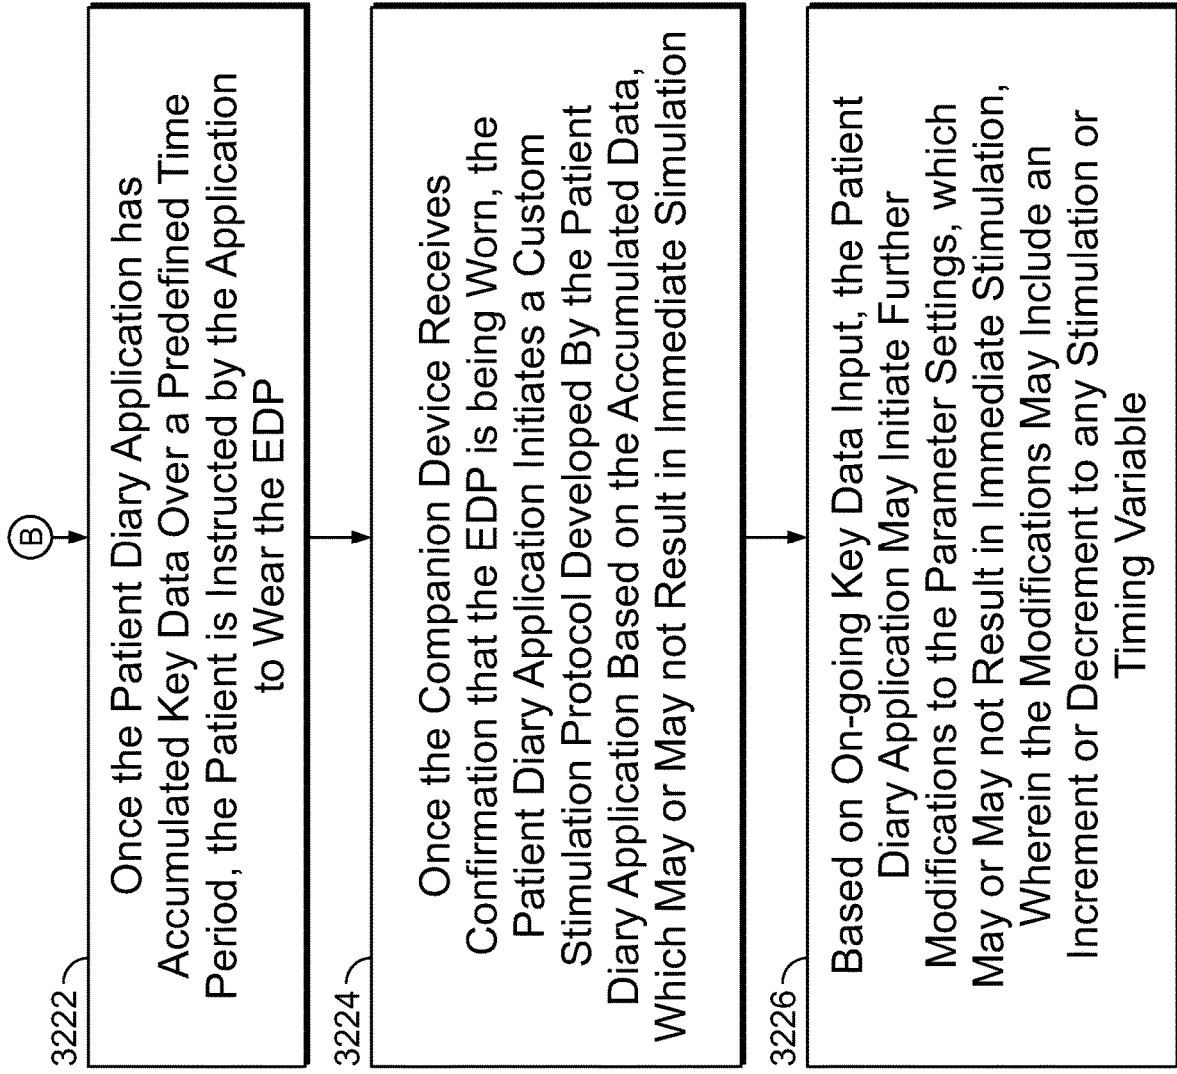 B
3222
Once the Patient Diary Application has
Accumulated Key Data Over a Predefined Time
Period, the Patient is Instructed by the Application
to Wear the EDP
3224
Once the Companion Device Receives
Confirmation that the EDP is being Worn, the
Patient Diary Application Initiates a Custom
Stimulation Protocol Developed By the Patient
Diary Application Based on the Accumulated Data,
Which May or May not Result in Immediate Simulation
3226
Based on On-going Key Data Input, the Patient
Diary Application May Initiate Further
Modifications to the Parameter Settings, which
May or May not Result in Immediate Stimulation,
Wherein the Modifications May Include an
Increment or Decrement to any Stimulation or
Timing Variable